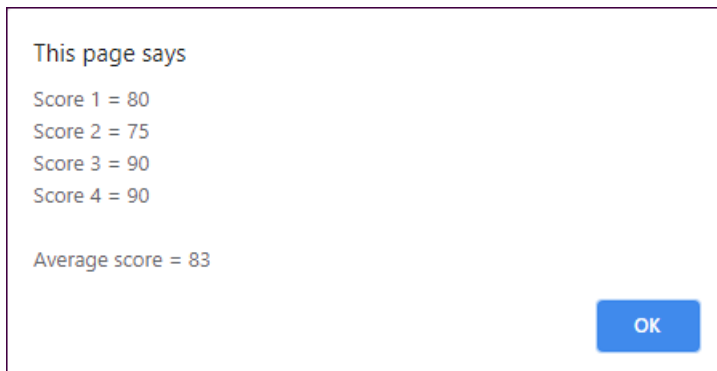 This page says
Score 1 = 80
Score 2 = 75
Score 3 = 90
Score 4 = 90
Average score = 83
OK